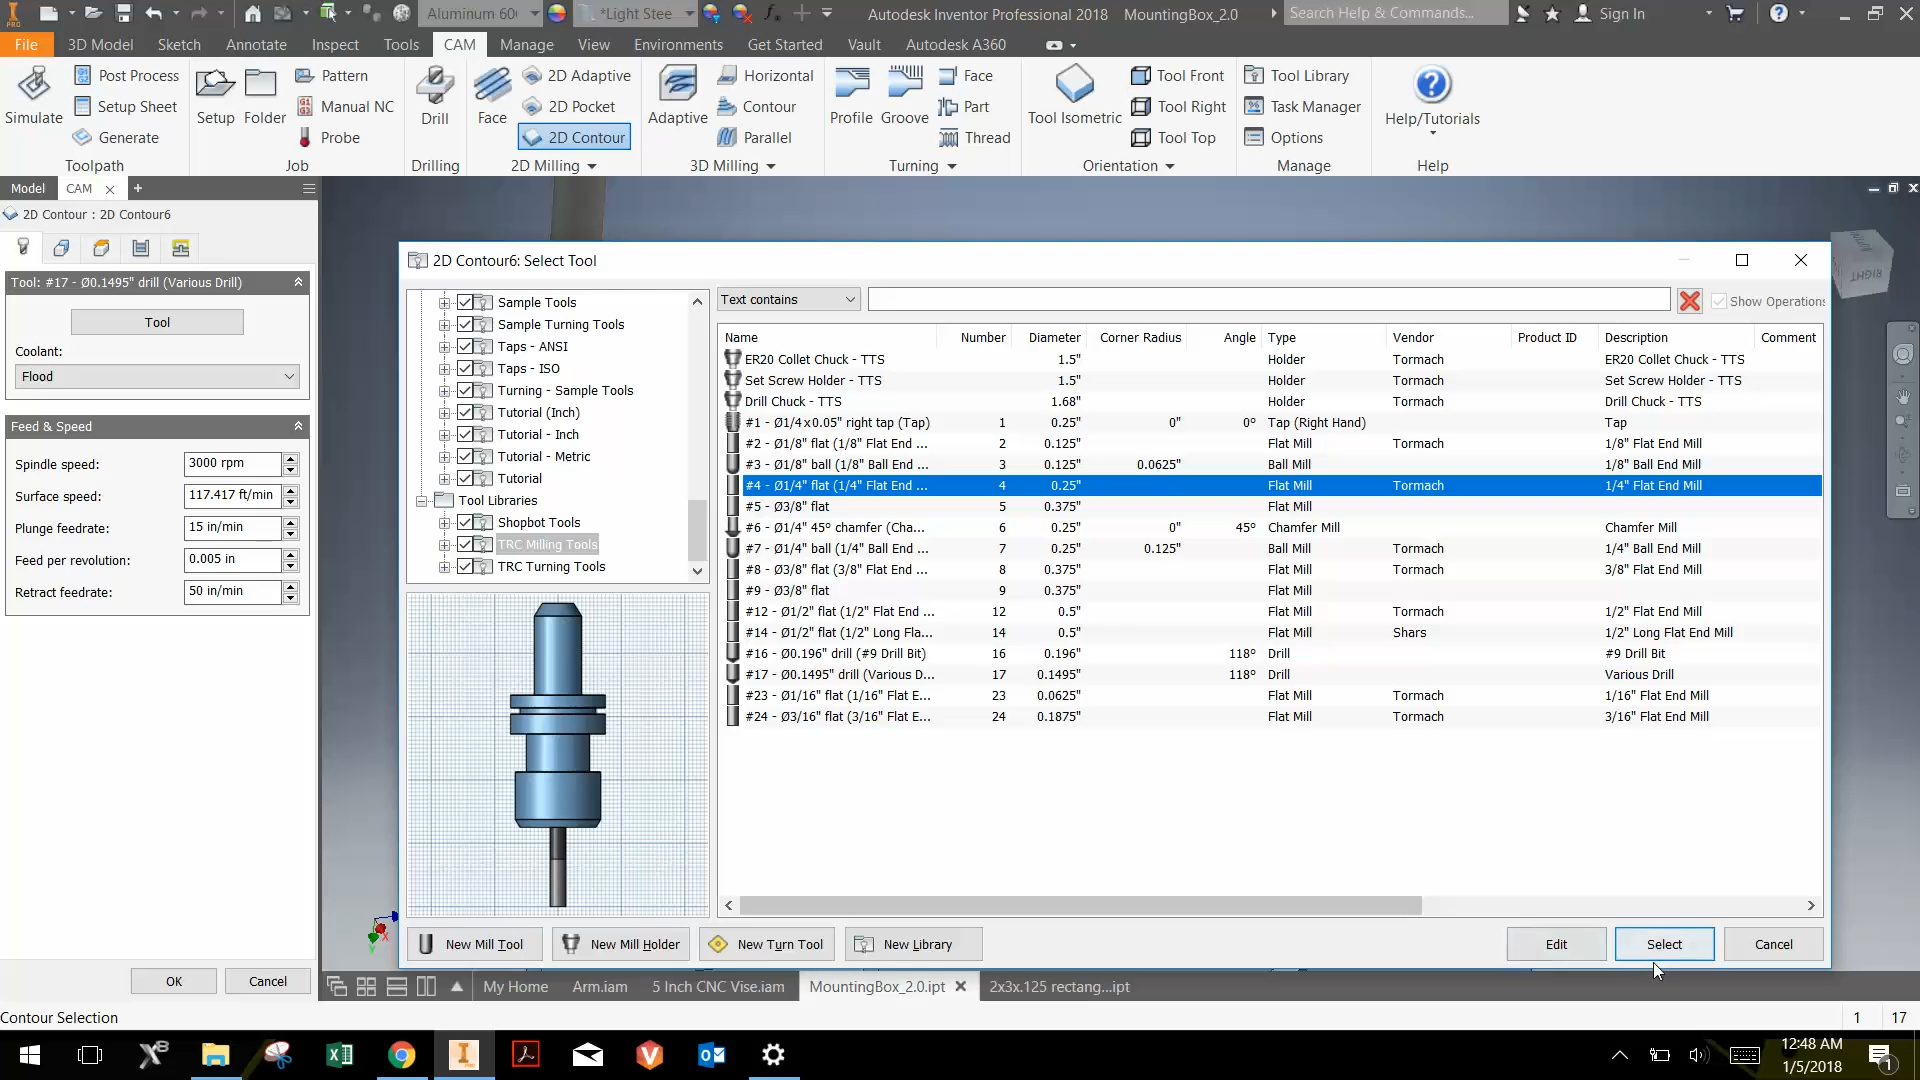 Aluminum 606
*Light Stee
Autodesk Inventor Professional 2018 MountingBox_2.0
Search Help & Commands...
Sign In
File 3D Model Sketch Annotate Inspect Tools CAM Manage View Environments Get Started Vault Autodesk A360
Simulate Post Process Setup Sheet Generate
Toolpath
Setup Folder Pattern Manual NC Probe
Job
Drill
Drilling
Face 2D Adaptive 2D Pocket 2D Contour
2D Milling
Adaptive Horizontal Contour Parallel
3D Milling
Profile Groove Face Part Thread
Turning
Tool Isometric Tool Front Tool Right Tool Top
Orientation
Tool Library Task Manager Options
Manage
Help/Tutorials
Help
Model CAM
2D Contour : 2D Contour6
Tool: #17 - Ø0.1495" drill (Various Drill)
Tool
Coolant:
Flood
Feed & Speed
Spindle speed: 3000 rpm
Surface speed: 117.417 ft/min
Plunge feedrate: 15 in/min
Feed per revolution: 0.005 in
Retract feedrate: 50 in/min
OK Cancel
2D Contour6: Select Tool
Sample Tools
Sample Turning Tools
Taps - ANSI
Taps - ISO
Turning - Sample Tools
Tutorial (Inch)
Tutorial - Inch
Tutorial - Metric
Tutorial
Tool Libraries
Shopbot Tools
TRC Milling Tools
TRC Turning Tools
Text contains
Show Operations
Name Number Diameter Corner Radius Angle Type Vendor Product ID Description Comment
ER20 Collet Chuck - TTS 1.5" Holder Tormach ER20 Collet Chuck - TTS
Set Screw Holder - TTS 1.5" Holder Tormach Set Screw Holder - TTS
Drill Chuck - TTS 1.68" Holder Tormach Drill Chuck - TTS
#1 - Ø1/4x0.05" right tap (Tap) 1 0.25" 0" 0º Tap (Right Hand) Tap
#2 - Ø1/8" flat (1/8" Flat End ... 2 0.125" Flat Mill Tormach 1/8" Flat End Mill
#3 - Ø1/8" ball (1/8" Ball End ... 3 0.125" 0.0625" Ball Mill 1/8" Ball End Mill
#4 - Ø1/4" flat (1/4" Flat End ... 4 0.25" Flat Mill Tormach 1/4" Flat End Mill
#5 - Ø3/8" flat 5 0.375" Flat Mill
#6 - Ø1/4" 45º chamfer (Cha... 6 0.25" 0" 45º Chamfer Mill Chamfer Mill
#7 - Ø1/4" ball (1/4" Ball End ... 7 0.25" 0.125" Ball Mill Tormach 1/4" Ball End Mill
#8 - Ø3/8" flat (3/8" Flat End ... 8 0.375" Flat Mill Tormach 3/8" Flat End Mill
#9 - Ø3/8" flat 9 0.375" Flat Mill
#12 - Ø1/2" flat (1/2" Flat End ... 12 0.5" Flat Mill Tormach 1/2" Flat End Mill
#14 - Ø1/2" flat (1/2" Long Fla... 14 0.5" Flat Mill Shars 1/2" Long Flat End Mill
#16 - Ø0.196" drill (#9 Drill Bit) 16 0.196" 118º Drill #9 Drill Bit
#17 - Ø0.1495" drill (Various D... 17 0.1495" 118º Drill Various Drill
#23 - Ø1/16" flat (1/16" Flat E... 23 0.0625" Flat Mill Tormach 1/16" Flat End Mill
#24 - Ø3/16" flat (3/16" Flat E... 24 0.1875" Flat Mill Tormach 3/16" Flat End Mill
New Mill Tool New Mill Holder New Turn Tool New Library Edit Select Cancel
RIGHT
My Home Arm.iam 5 Inch CNC Vise.iam MountingBox_2.0.ipt 2x3x.125 rectang...ipt
Contour Selection 1 17
12:48 AM
1/5/2018
1